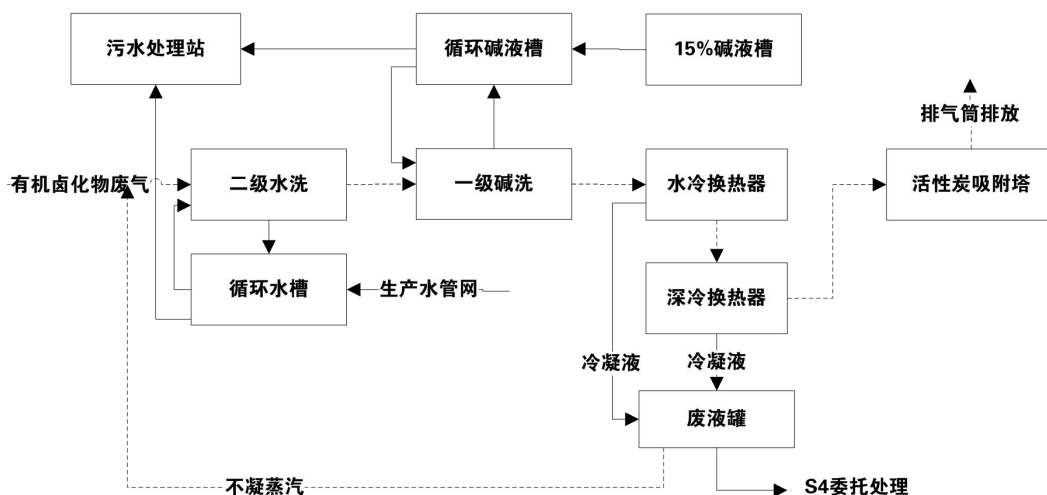 污水处理站
循环碱液槽
15%碱液槽
排气筒排放
有机卤化物废气
二级水洗
一级碱洗
水冷换热器
活性炭吸附塔
循环水槽
生产水管网
深冷换热器
冷凝液
冷凝液
废液罐
不凝蒸汽
S4委托处理